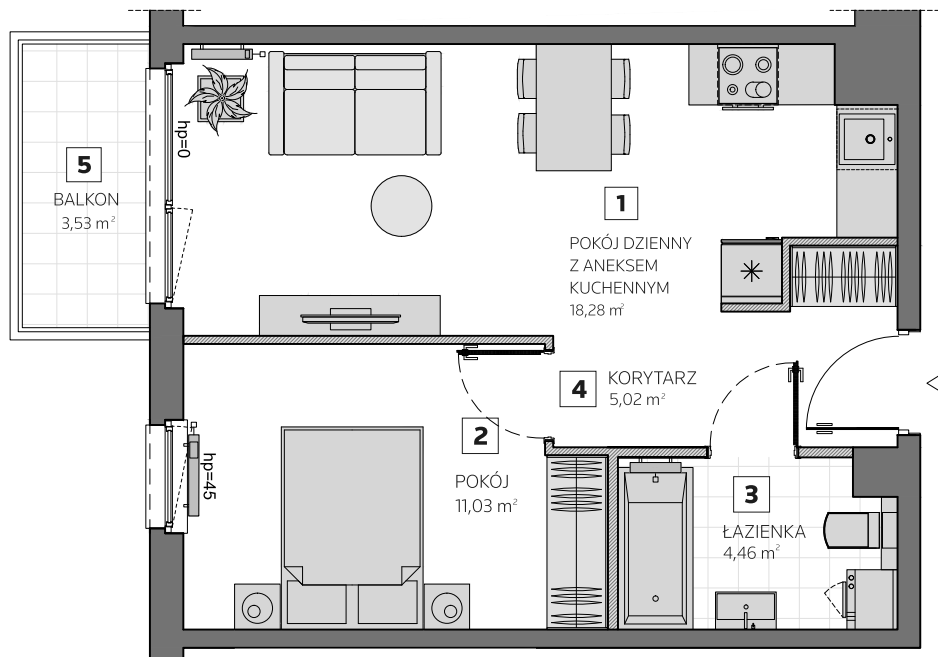 hp=0
5
BALKON
3,53 m²
1
POKÓJ DZIENNY
Z ANEKSEM
KUCHENNYM
18,28 m²
4
KORYTARZ
5,02 m²
2
POKÓJ
11,03 m²
hp=45
3
ŁAZIENKA
4,46 m²